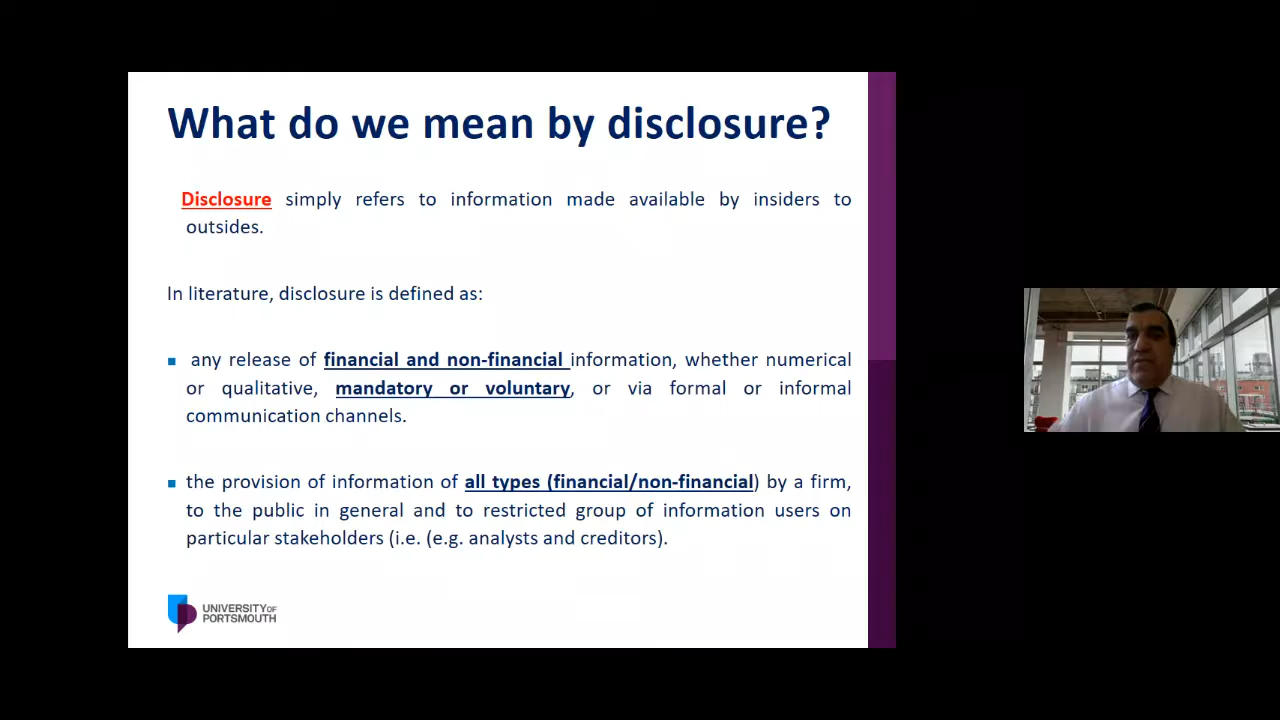 What do we mean by disclosure?
Disclosure simply refers to information made available by insiders to
outsides.
In literature, disclosure is defined as:
▪ any release of financial and non-financial information, whether numerical
or qualitative, mandatory or voluntary, or via formal or informal
communication channels.
▪ the provision of information of all types (financial/non-financial) by a firm,
to the public in general and to restricted group of information users on
particular stakeholders (i.e. (e.g. analysts and creditors).
UNIVERSITY OF
PORTSMOUTH